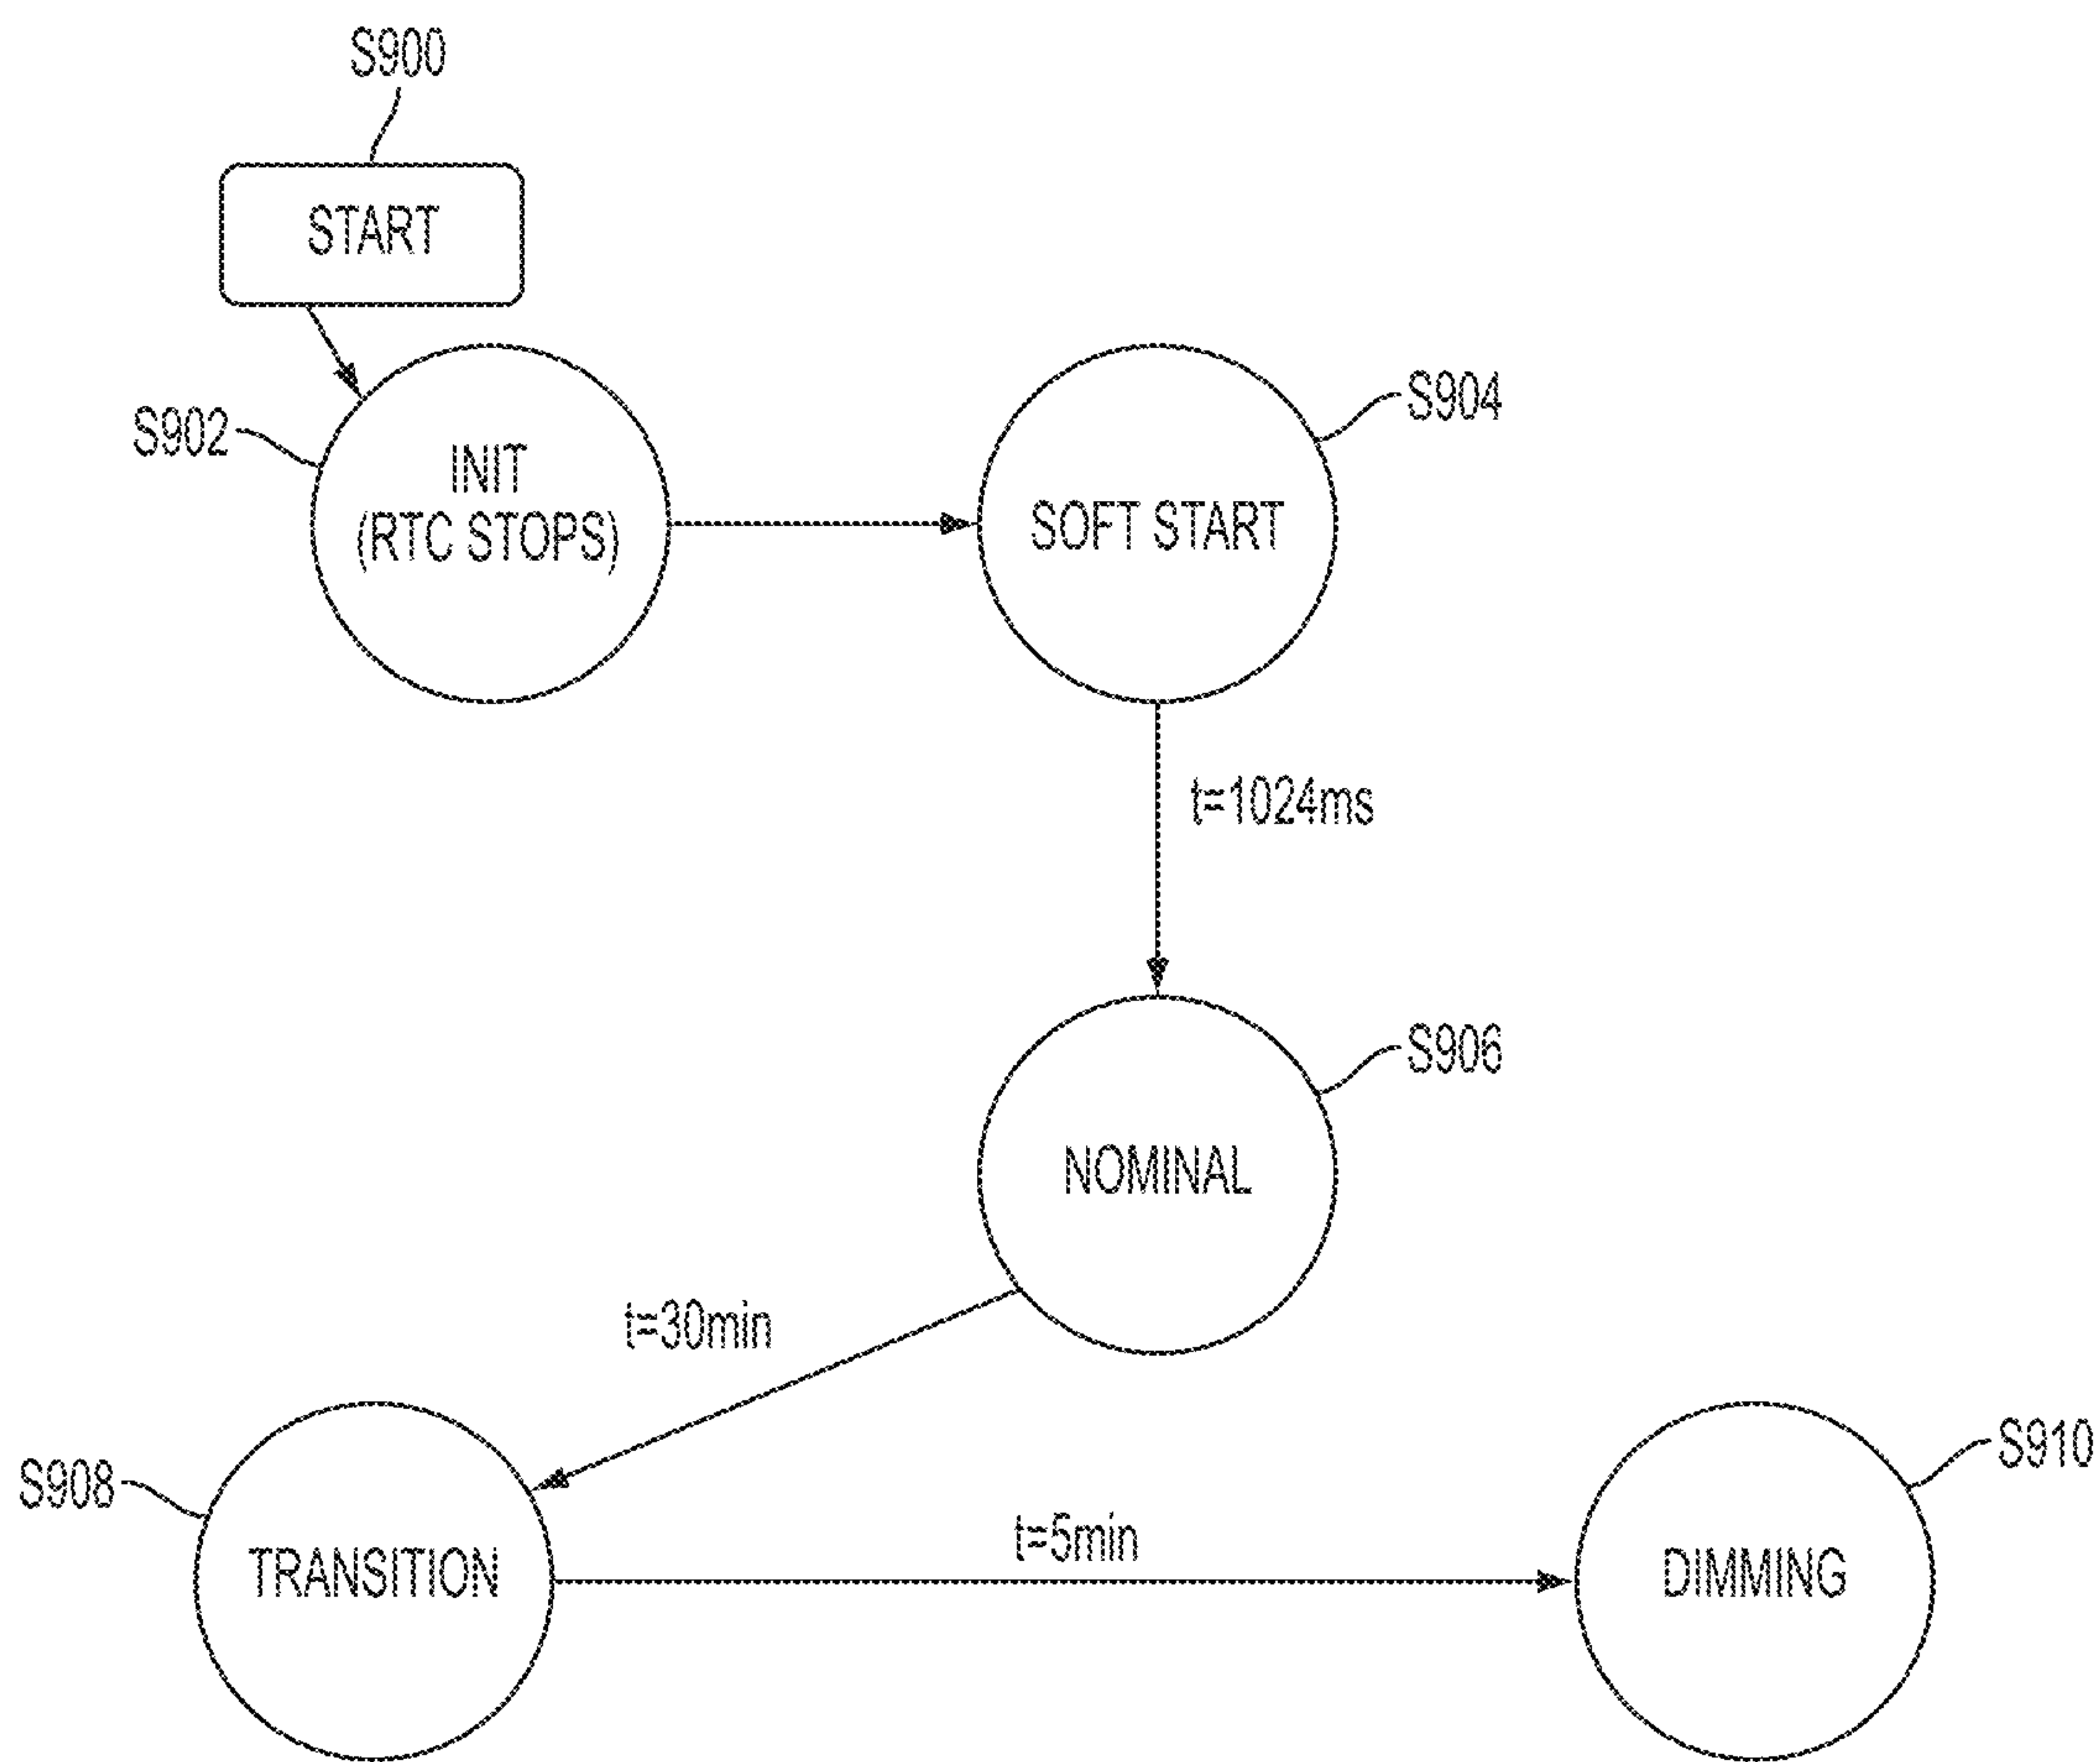 S900
START
S902
INIT
(RTC STOPS)
SOFT START
S904
t=1024ms
NOMINAL
S906
t=30min
S908
TRANSITION
t=5min
DIMMING
S910